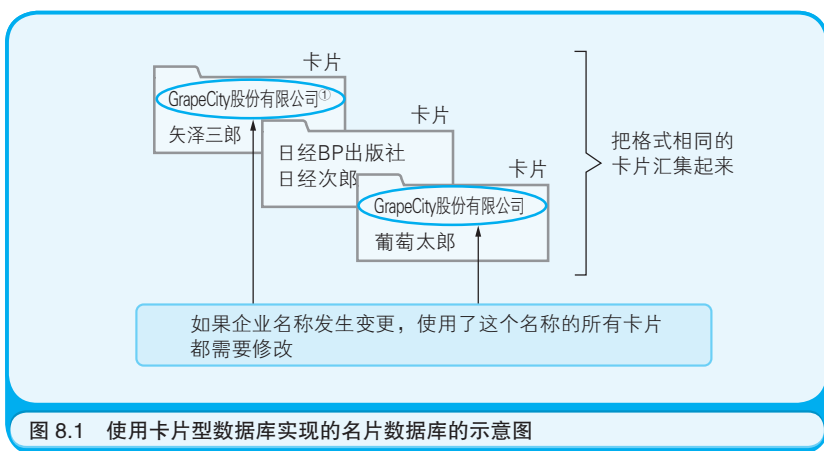 卡片
GrapeCity股份有限公司①
矢泽三郎
卡片
日经BP出版社
日经次郎
卡片
GrapeCity股份有限公司
葡萄太郎
把格式相同的
卡片汇集起来
如果企业名称发生变更，使用了这个名称的所有卡片
都需要修改
图 8.1 使用卡片型数据库实现的名片数据库的示意图